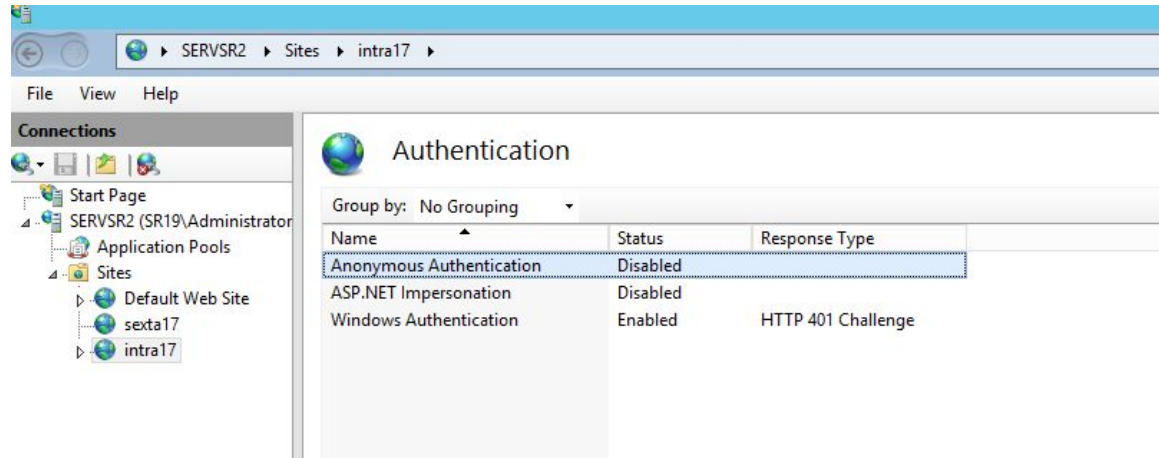 SERVSR2 Sites intra17
File View Help
Connections
Authentication
Start Page
SERVSR2 (SR19\Administrator
Application Pools
Sites
Default Web Site
sexta17
intra17
Group by: No Grouping
Name Status Response Type
Anonymous Authentication Disabled
ASP.NET Impersonation Disabled
Windows Authentication Enabled HTTP 401 Challenge